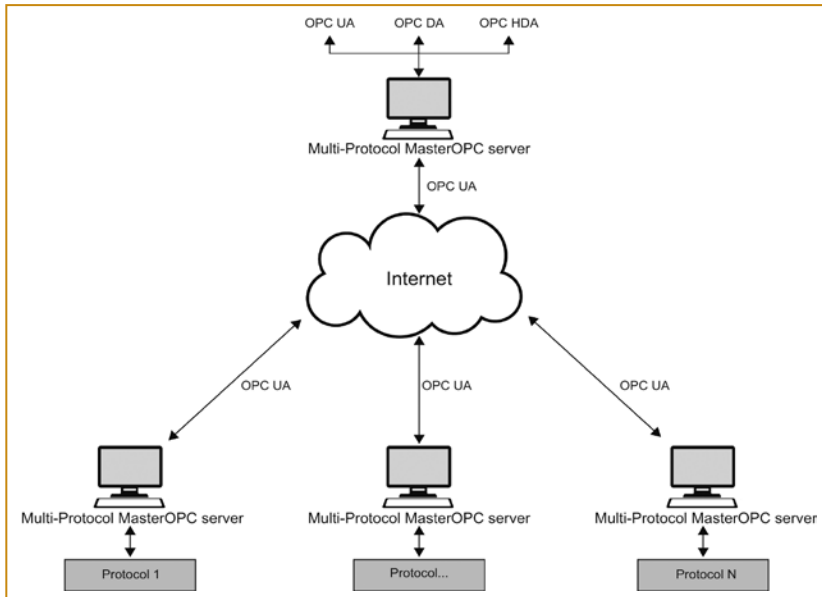 OPC UA OPC DA OPC HDA
Multi-Protocol MasterOPC server
OPC UA
Internet
OPC UA OPC UA OPC UA
Multi-Protocol MasterOPC server Multi-Protocol MasterOPC server Multi-Protocol MasterOPC server
Protocol 1 Protocol... Protocol N